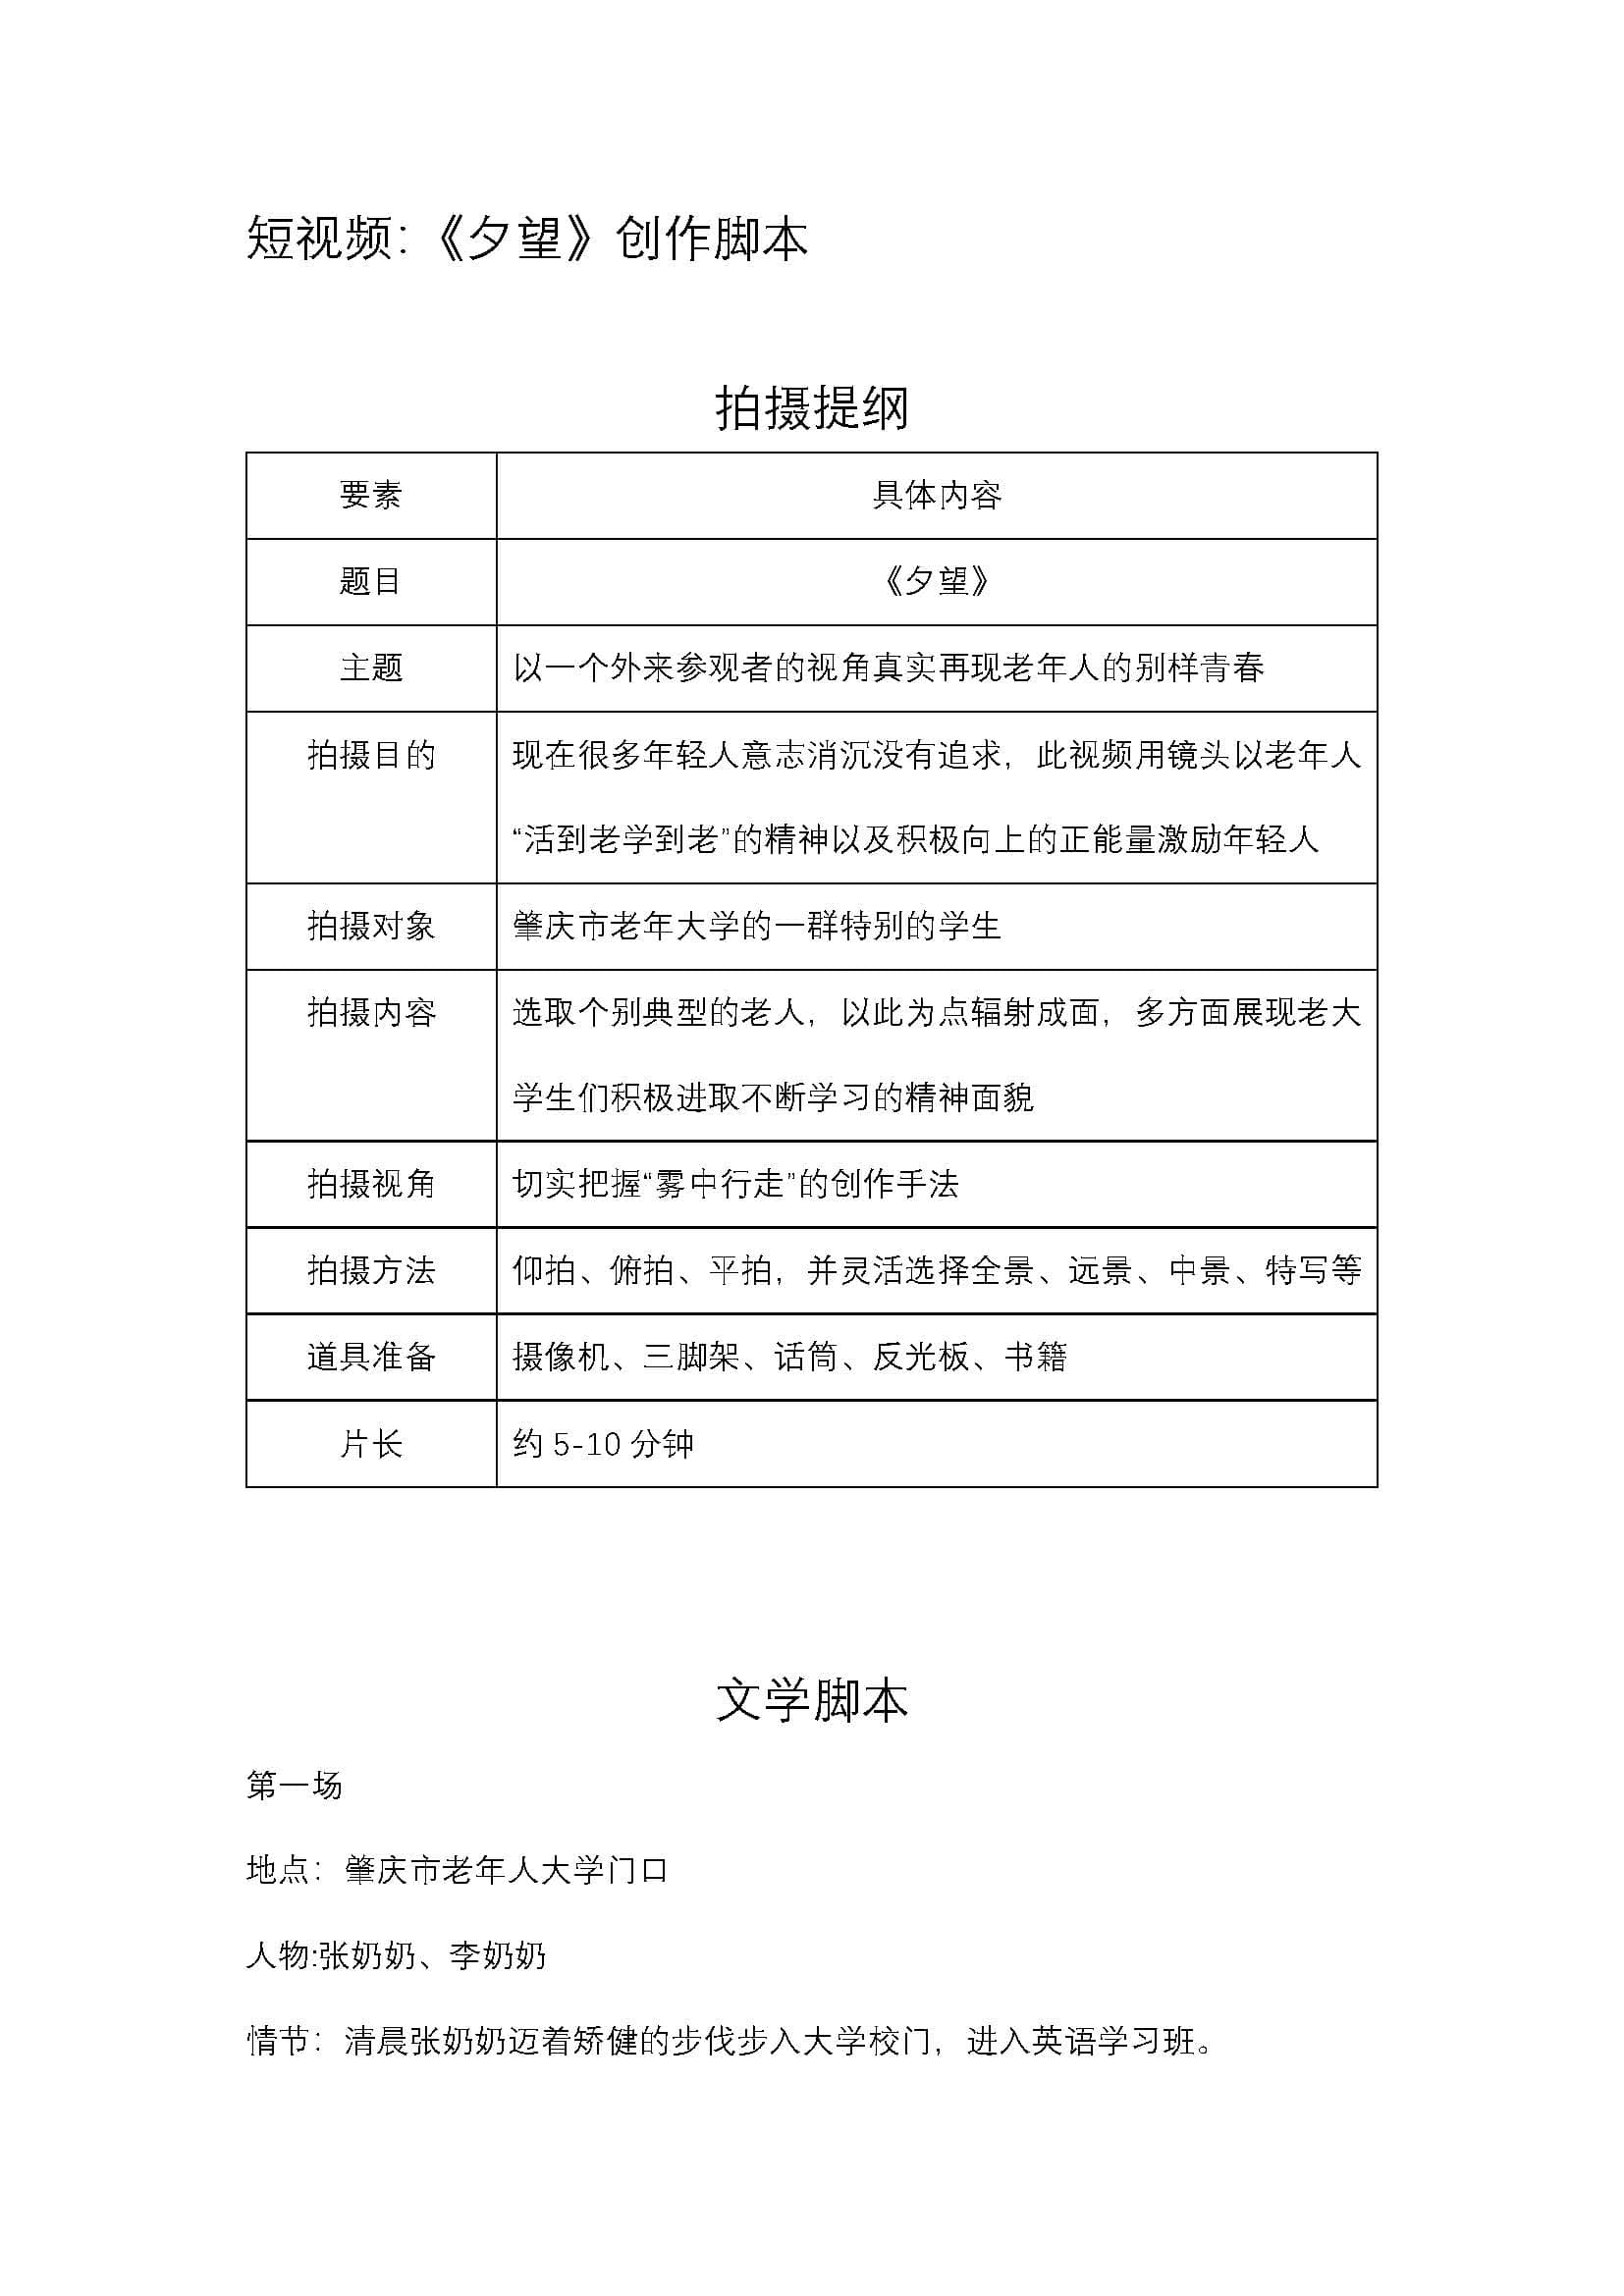 短视频：《夕望》创作脚本
拍摄提纲
要素 具体内容
题目 《夕望》
主题 以一个外来参观者的视角真实再现老年人的别样青春
拍摄目的 现在很多年轻人意志消沉没有追求，此视频用镜头以老年人
“活到老学到老”的精神以及积极向上的正能量激励年轻人
拍摄对象 肇庆市老年大学的一群特别的学生
拍摄内容 选取个别典型的老人，以此为点辐射成面，多方面展现老大
学生们积极进取不断学习的精神面貌
拍摄视角 切实把握“雾中行走”的创作手法
拍摄方法 仰拍、俯拍、平拍，并灵活选择全景、远景、中景、特写等
道具准备 摄像机、三脚架、话筒、反光板、书籍
片长 约 5-10 分钟
文学脚本
第一场
地点：肇庆市老年人大学门口
人物:张奶奶、李奶奶
情节：清晨张奶奶迈着矫健的步伐步入大学校门，进入英语学习班。